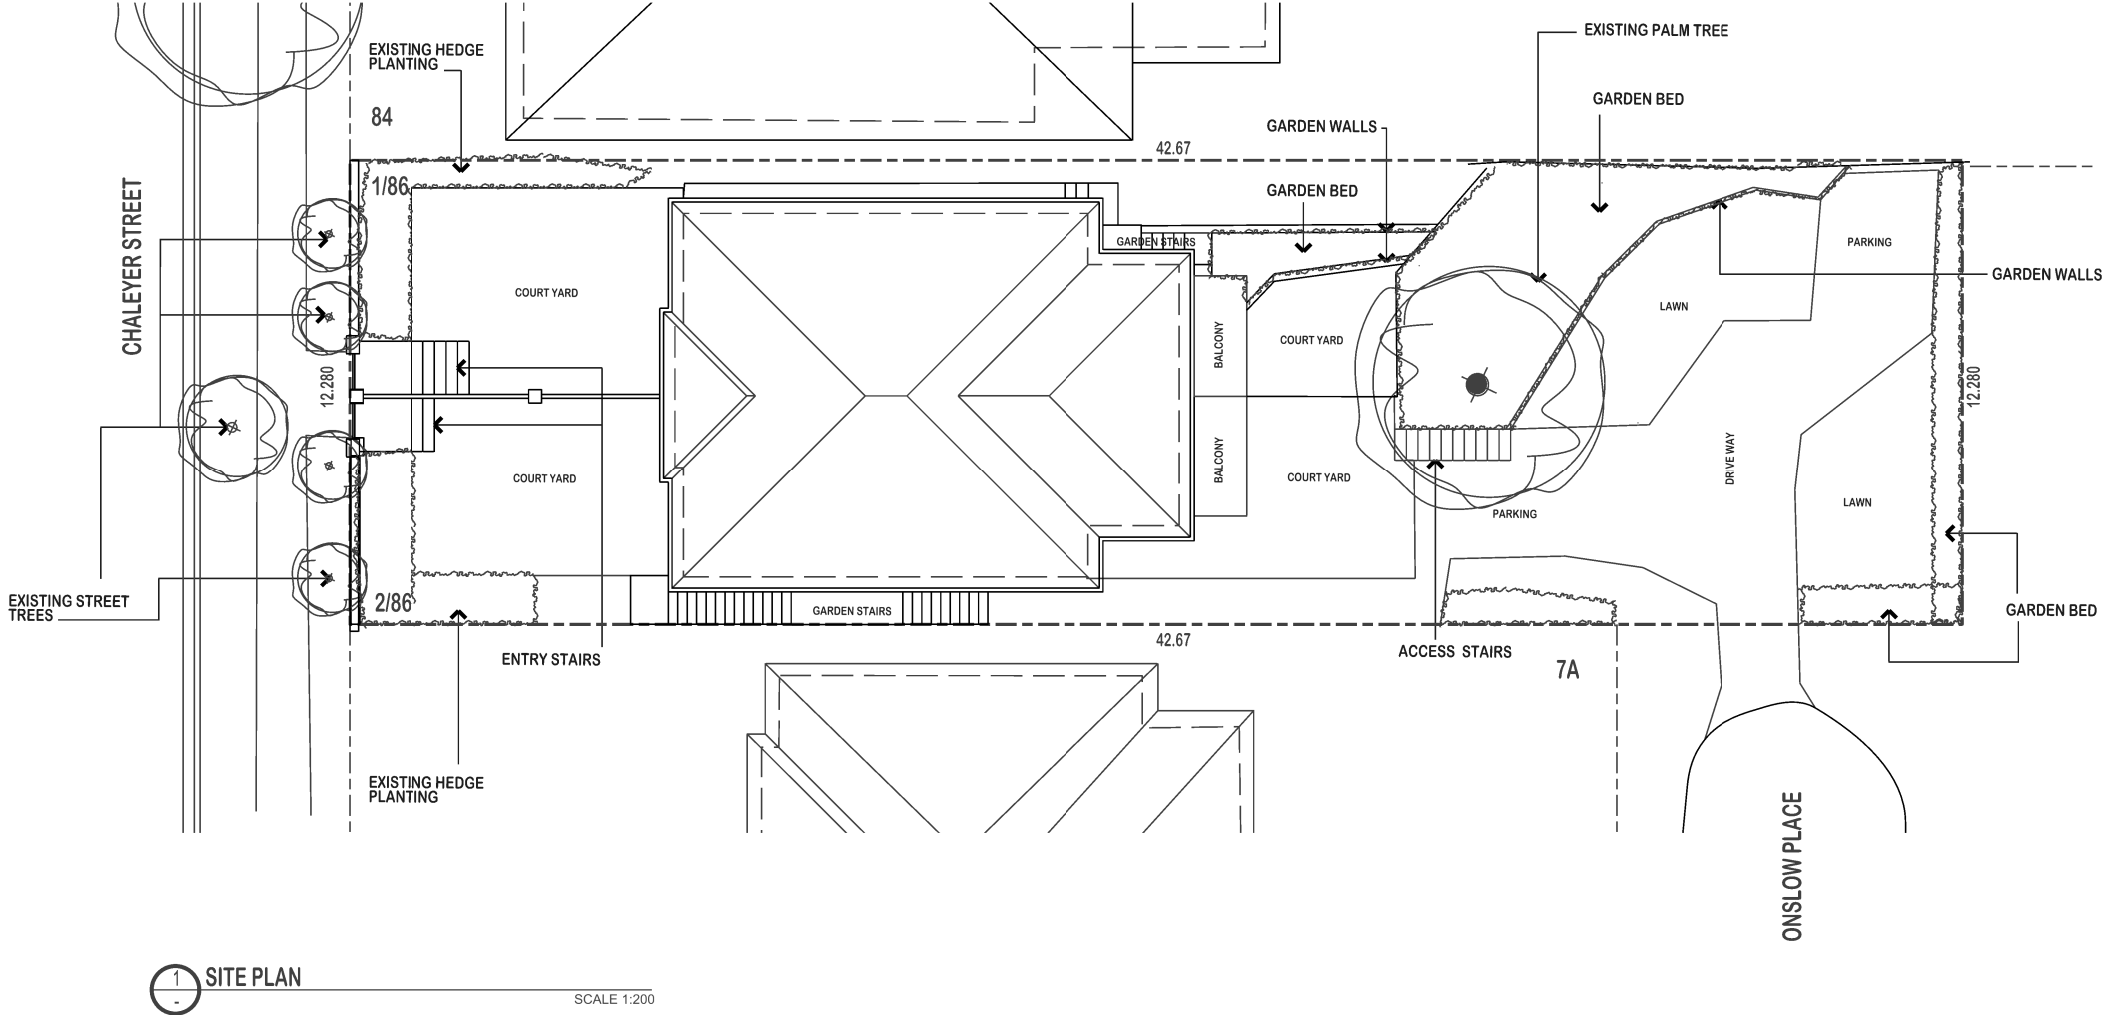 EXISTING PALM TREE
EXISTING HEDGE
PLANTING
GARDEN BED
84
GARDEN WALLS
42.67
1/86
GARDEN BED
CHALEYER STREET
GARDEN STAIRS
PARKING
GARDEN WALLS
COURT YARD
LAWN
BALCONY
COURT YARD
12.280
12.280
BALCONY
COURT YARD
COURT YARD
DRIVE WAY
LAWN
PARKING
EXISTING STREET
TREES
2/86
GARDEN STAIRS
GARDEN BED
42.67
ENTRY STAIRS
ACCESS STAIRS
7A
EXISTING HEDGE
PLANTING
ONSLOW PLACE
1
-
SITE PLAN
SCALE 1:200